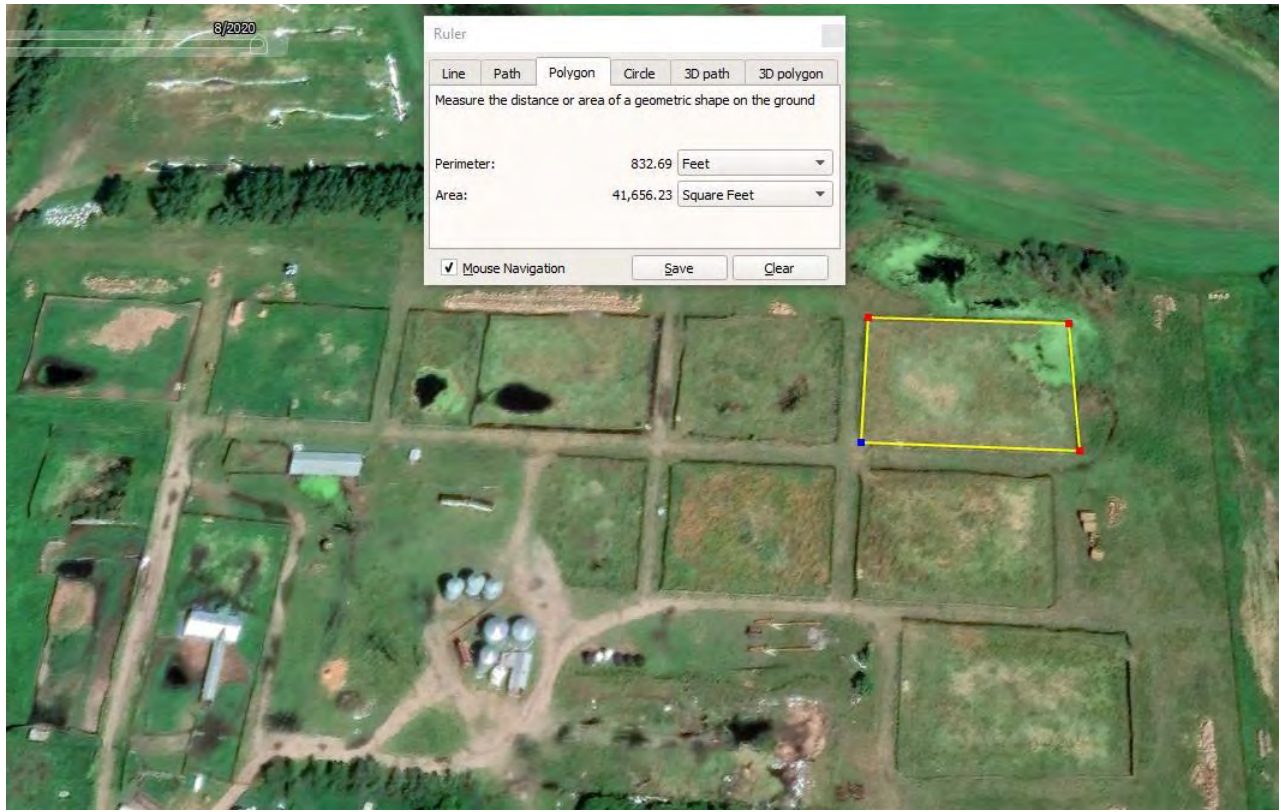 8/2020
Ruler
Line Path Polygon Circle 3D path 3D polygon
Measure the distance or area of a geometric shape on the ground
Perimeter: 832.69 Feet
Area: 41,656.23 Square Feet
Mouse Navigation Save Clear